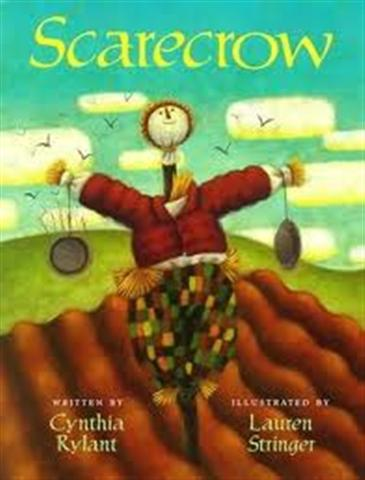 Scarecrow
WRITTEN BY
Cynthia
Rylant
ILLUSTRATED BY
Lauren
Stringer